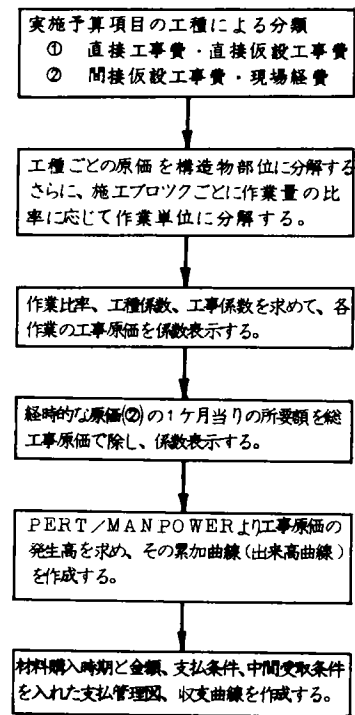 実施予算項目の工種による分類
① 直接工事費・直接仮設工事費
② 間接仮設工事費・現場経費
工種ごとの原価を構造物部位に分解する
さらに、施工ブロツクごとに作業量の比
率に応じて作業単位に分解する。
作業比率、工種係数、工事係数を求めて、各
作業の工事原価を係数表示する。
経時的な原価(②)の1ケ月当りの所要額を総
工事原価で除し、係数表示する。
PERT/MANPOWERより工事原価の
発生高を求め、その累加曲線(出来高曲線)
を作成する。
材料購入時期と金額、支払条件、中間受取条件
を入れた支払管理図、収支曲線を作成する。